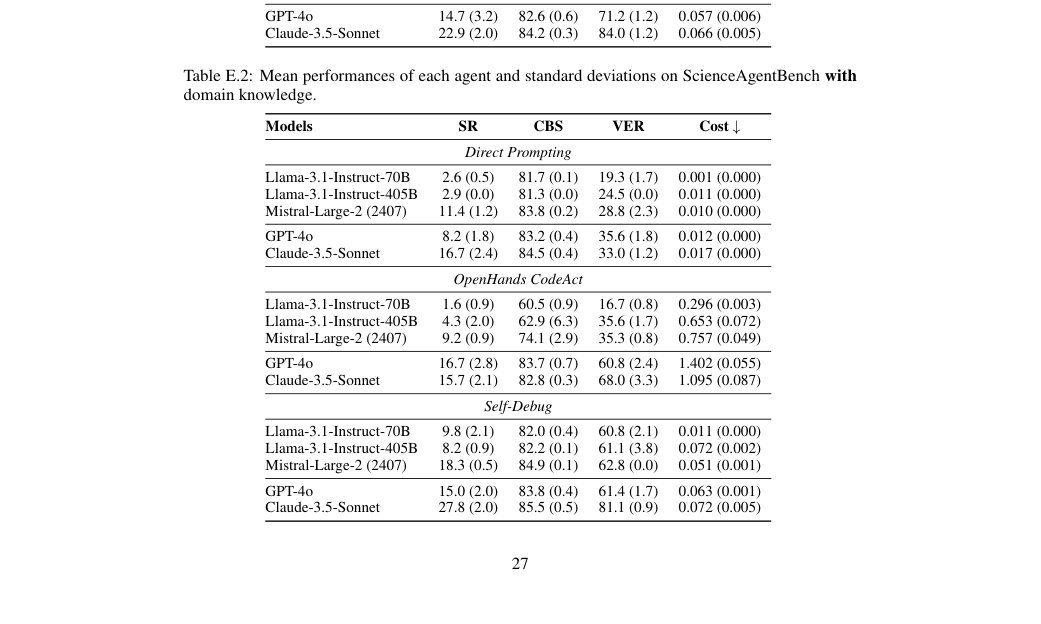 GPT-4o 14.7 (3.2) 82.6 (0.6) 71.2 (1.2) 0.057 (0.006)
Claude-3.5-Sonnet 22.9 (2.0) 84.2 (0.3) 84.0 (1.2) 0.066 (0.005)
Table E.2: Mean performances of each agent and standard deviations on ScienceAgentBench with
domain knowledge.
Models SR CBS VER Cost ↓
Direct Prompting
Llama-3.1-Instruct-70B 2.6 (0.5) 81.7 (0.1) 19.3 (1.7) 0.001 (0.000)
Llama-3.1-Instruct-405B 2.9 (0.0) 81.3 (0.0) 24.5 (0.0) 0.011 (0.000)
Mistral-Large-2 (2407) 11.4 (1.2) 83.8 (0.2) 28.8 (2.3) 0.010 (0.000)
GPT-4o 8.2 (1.8) 83.2 (0.4) 35.6 (1.8) 0.012 (0.000)
Claude-3.5-Sonnet 16.7 (2.4) 84.5 (0.4) 33.0 (1.2) 0.017 (0.000)
OpenHands CodeAct
Llama-3.1-Instruct-70B 1.6 (0.9) 60.5 (0.9) 16.7 (0.8) 0.296 (0.003)
Llama-3.1-Instruct-405B 4.3 (2.0) 62.9 (6.3) 35.6 (1.7) 0.653 (0.072)
Mistral-Large-2 (2407) 9.2 (0.9) 74.1 (2.9) 35.3 (0.8) 0.757 (0.049)
GPT-4o 16.7 (2.8) 83.7 (0.7) 60.8 (2.4) 1.402 (0.055)
Claude-3.5-Sonnet 15.7 (2.1) 82.8 (0.3) 68.0 (3.3) 1.095 (0.087)
Self-Debug
Llama-3.1-Instruct-70B 9.8 (2.1) 82.0 (0.4) 60.8 (2.1) 0.011 (0.000)
Llama-3.1-Instruct-405B 8.2 (0.9) 82.2 (0.1) 61.1 (3.8) 0.072 (0.002)
Mistral-Large-2 (2407) 18.3 (0.5) 84.9 (0.1) 62.8 (0.0) 0.051 (0.001)
GPT-4o 15.0 (2.0) 83.8 (0.4) 61.4 (1.7) 0.063 (0.001)
Claude-3.5-Sonnet 27.8 (2.0) 85.5 (0.5) 81.1 (0.9) 0.072 (0.005)
27